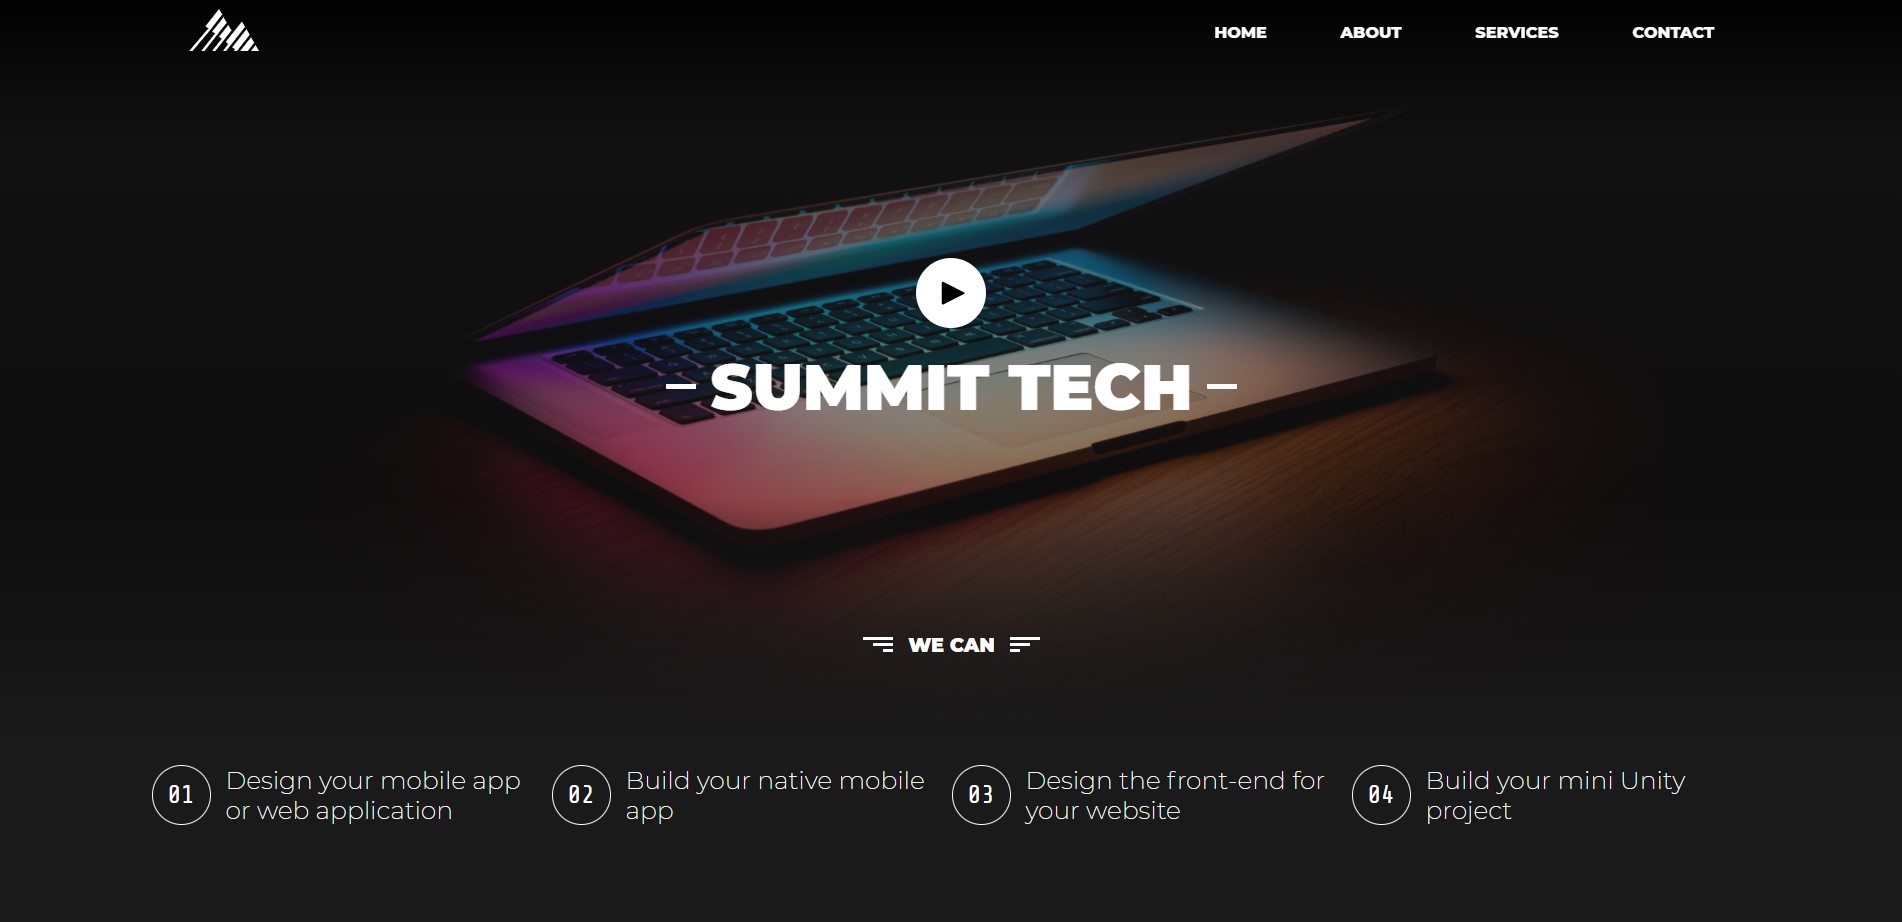 HOME ABOUT SERVICES CONTACT
– SUMMIT TECH –
WE CAN
01 Design your mobile app
or web application
02 Build your native mobile
app
03 Design the front-end for
your website
04 Build your mini Unity
project